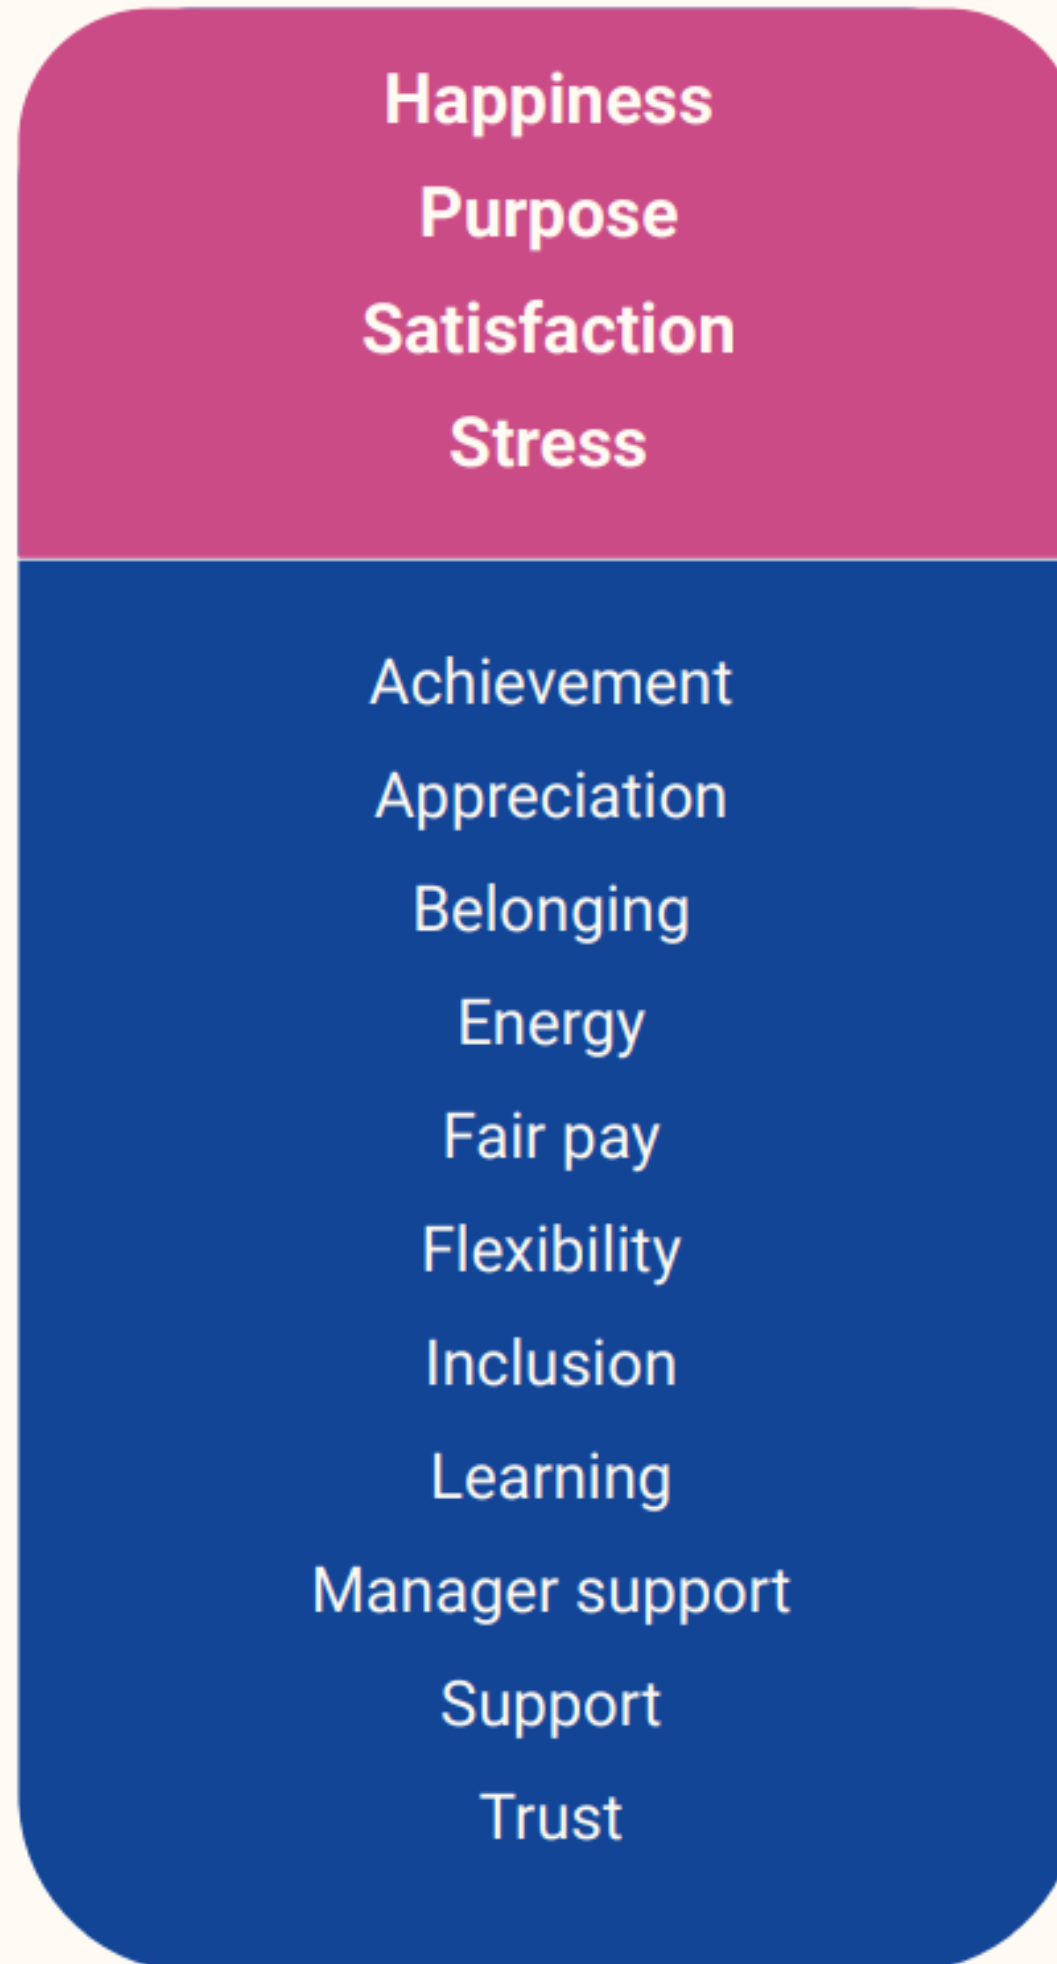 Happiness
Purpose
Satisfaction
Stress
Achievement
Appreciation
Belonging
Energy
Fair pay
Flexibility
Inclusion
Learning
Manager support
Support
Trust